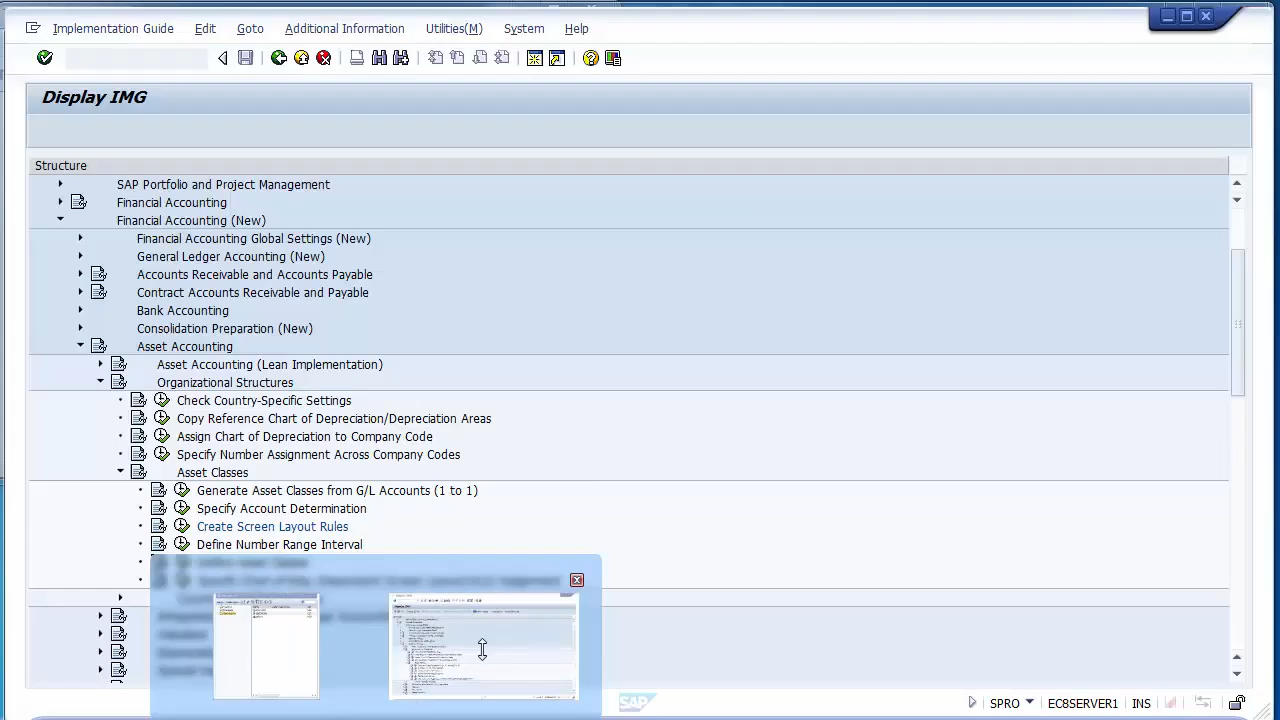 Implementation Guide Edit Goto Additional Information Utilities(M) System Help
Display IMG
Structure
SAP Portfolio and Project Management
Financial Accounting
Financial Accounting (New)
Financial Accounting Global Settings (New)
General Ledger Accounting (New)
Accounts Receivable and Accounts Payable
Contract Accounts Receivable and Payable
Bank Accounting
Consolidation Preparation (New)
Asset Accounting
Asset Accounting (Lean Implementation)
Organizational Structures
Check Country-Specific Settings
Copy Reference Chart of Depreciation/Depreciation Areas
Assign Chart of Depreciation to Company Code
Specify Number Assignment Across Company Codes
Asset Classes
Generate Asset Classes from G/L Accounts (1 to 1)
Specify Account Determination
Create Screen Layout Rules
Define Number Range Interval
Display IMG
SAP SPRO EC8SERVER1 INS